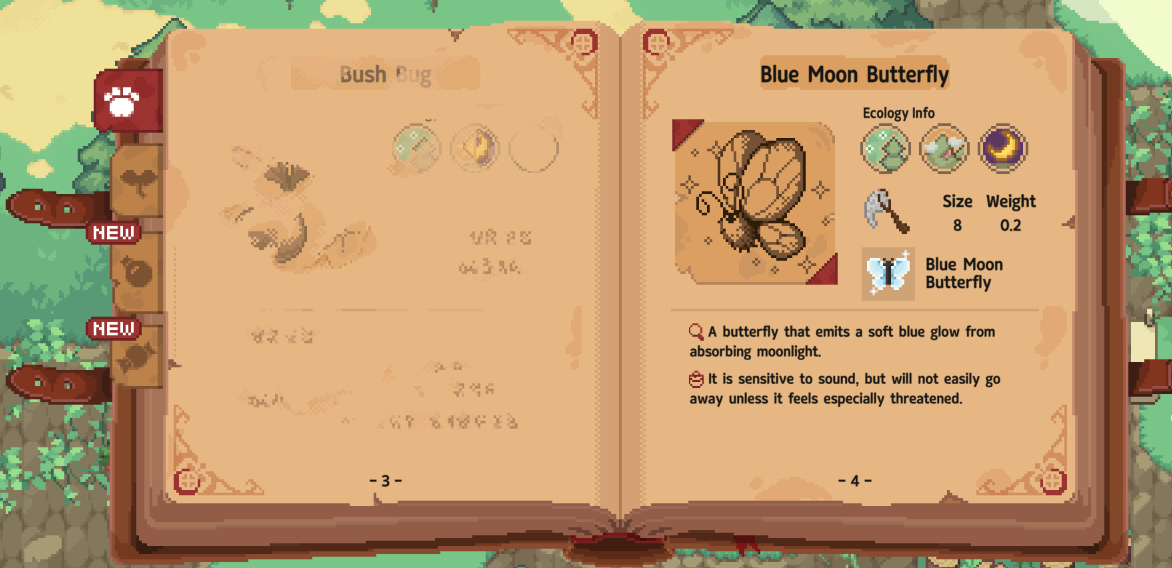 Bush Bug
NEW
NEW
- 3 -
Blue Moon Butterfly
Ecology Info
Size Weight
8 0.2
Blue Moon
Butterfly
A butterfly that emits a soft blue glow from
absorbing moonlight.
It is sensitive to sound, but will not easily go
away unless it feels especially threatened.
- 4 -